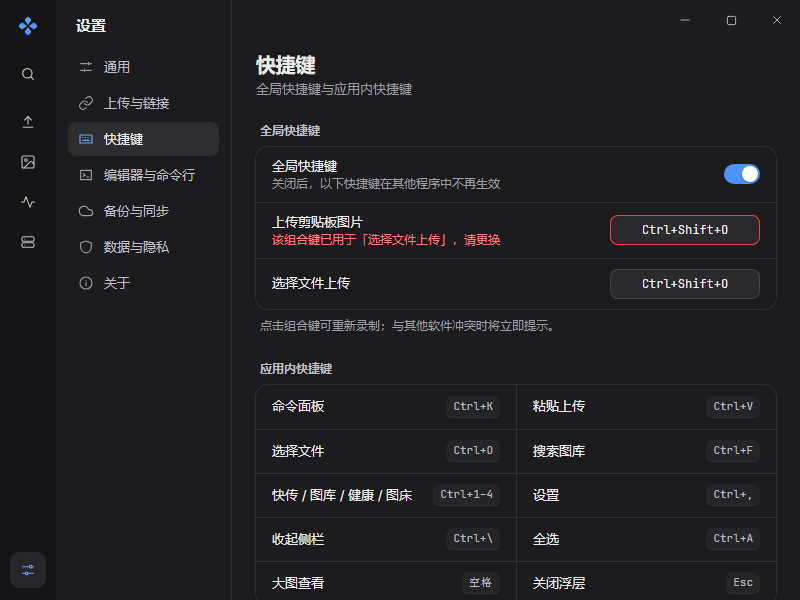 设置
通用
上传与链接
快捷键
编辑器与命令行
备份与同步
数据与隐私
关于
快捷键
全局快捷键与应用内快捷键
全局快捷键
全局快捷键
关闭后，以下快捷键在其他程序中不再生效
上传剪贴板图片
该组合键已用于「选择文件上传」，请更换
Ctrl+Shift+O
选择文件上传
Ctrl+Shift+O
点击组合键可重新录制；与其他软件冲突时将立即提示。
应用内快捷键
命令面板 Ctrl+K
粘贴上传 Ctrl+V
选择文件 Ctrl+O
搜索图库 Ctrl+F
快传 / 图库 / 健康 / 图床 Ctrl+1-4
设置 Ctrl+,
收起侧栏 Ctrl+\
全选 Ctrl+A
大图查看 空格
关闭浮层 Esc